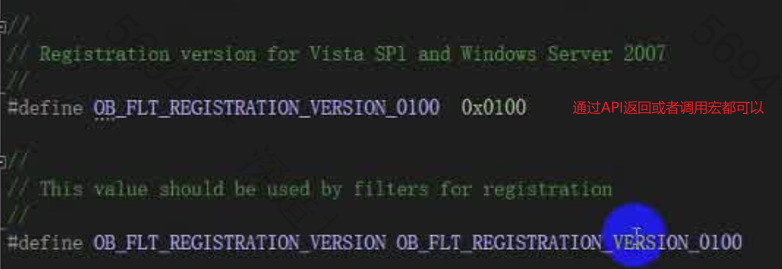 //
// Registration version for Vista SP1 and Windows Server 2007
//
#define OB_FLT_REGISTRATION_VERSION_0100  0x0100 通过API返回或者调用宏都可以
//
// This value should be used by filters for registration
//
#define OB_FLT_REGISTRATION_VERSION OB_FLT_REGISTRATION_VERSION_0100